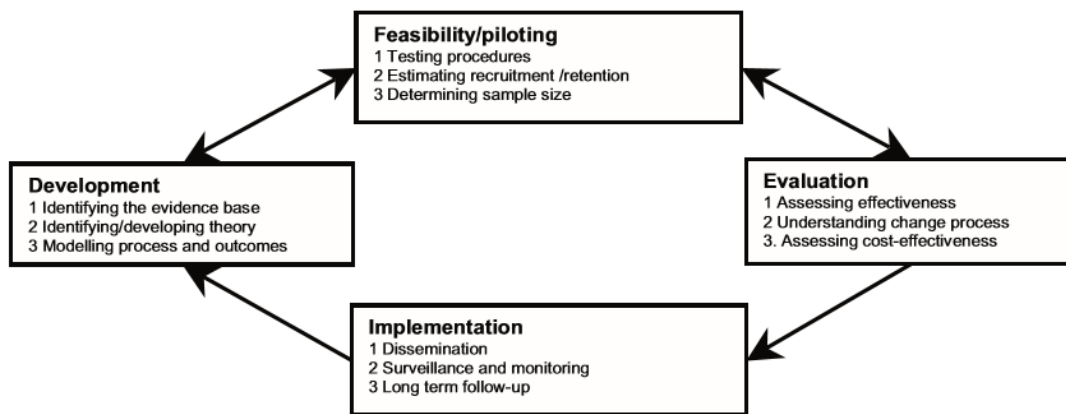 Feasibility/piloting
1 Testing procedures
2 Estimating recruitment /retention
3 Determining sample size
Development
1 Identifying the evidence base
2 Identifying/developing theory
3 Modelling process and outcomes
Evaluation
1 Assessing effectiveness
2 Understanding change process
3. Assessing cost-effectiveness
Implementation
1 Dissemination
2 Surveillance and monitoring
3 Long term follow-up